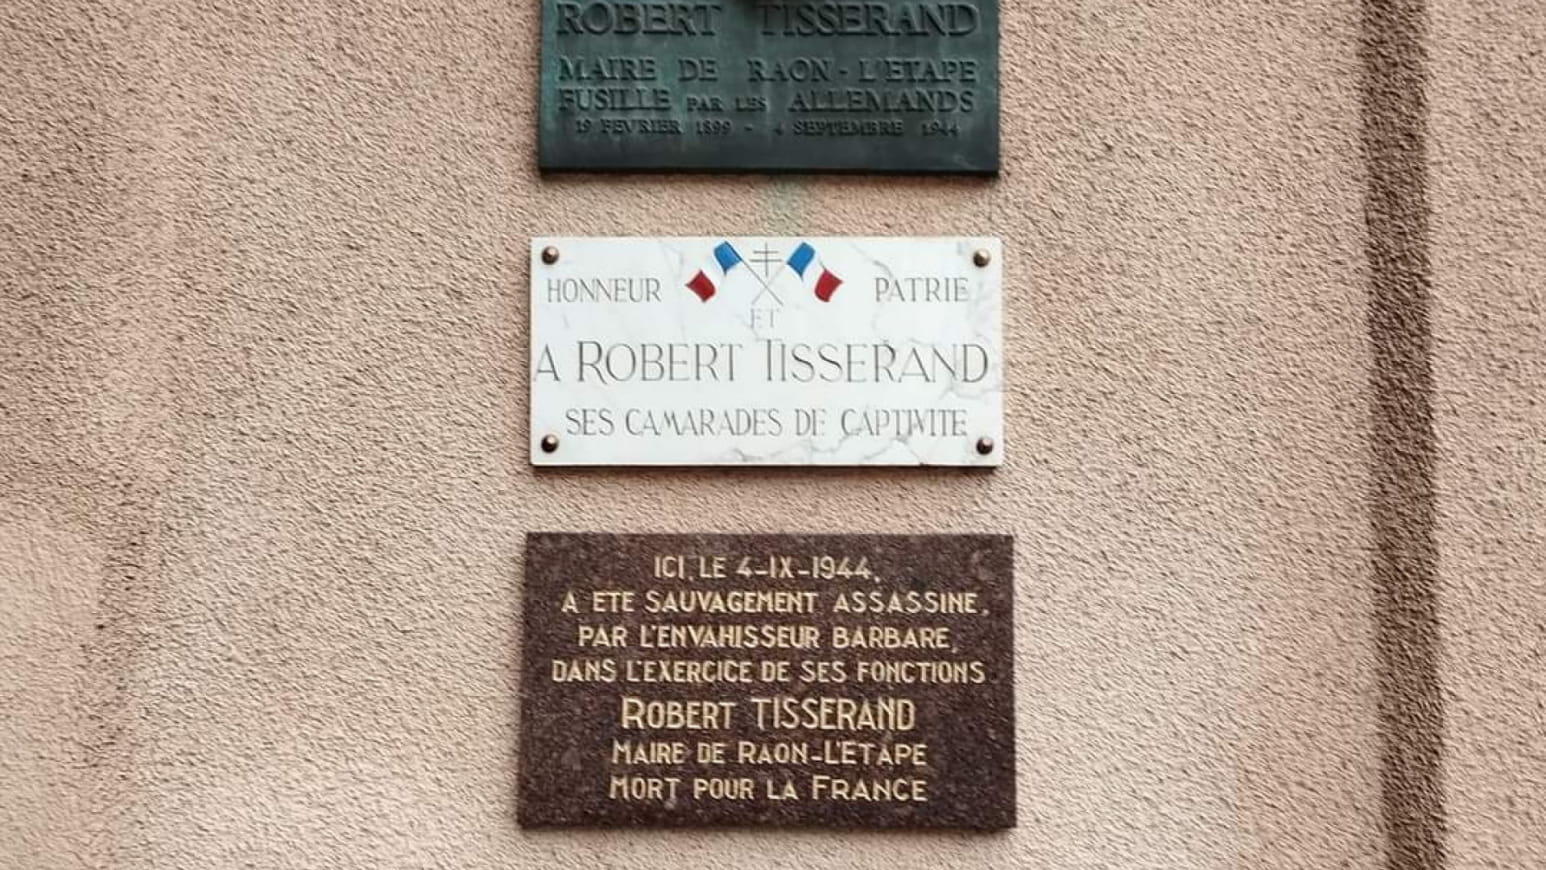 ROBERT TISSERAND
MAIRE DE RAON-L'ETAPE
FUSILLE PAR LES ALLEMANDS
19 FEVRIER 1899 - 4 SEPTEMBRE 1944
HONNEUR PATRIE
ET
A ROBERT TISSERAND
SES CAMARADES DE CAPTIVITE
ICI, LE 4-IX-1944,
A ETE SAUVAGEMENT ASSASSINE,
PAR L'ENVAHISSEUR BARBARE,
DANS L'EXERCICE DE SES FONCTIONS
ROBERT TISSERAND
MAIRE DE RAON-L'ETAPE
MORT POUR LA FRANCE